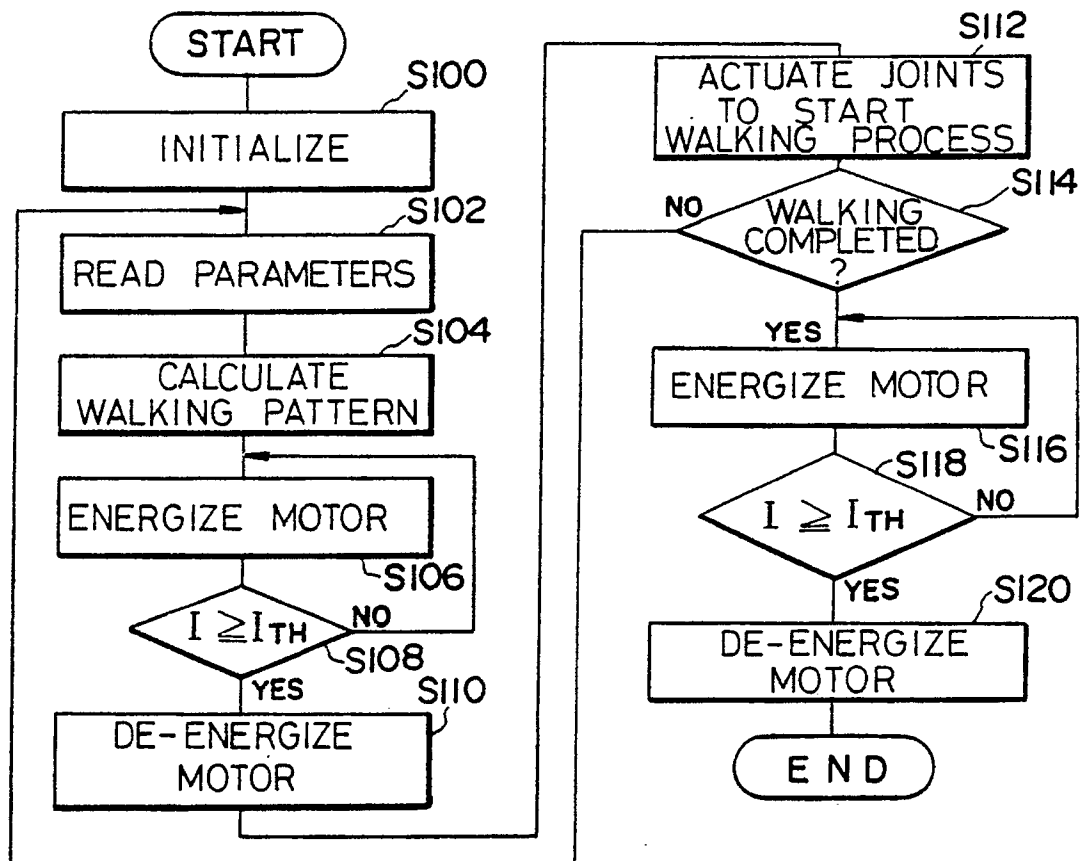 START
S100
INITIALIZE
S102
READ PARAMETERS
S104
CALCULATE
WALKING PATTERN
ENERGIZE MOTOR
S106
I ≧ ITH
NO
S108
YES
S110
DE-ENERGIZE
MOTOR
S112
ACTUATE JOINTS
TO START
WALKING PROCESS
S114
NO
WALKING
COMPLETED
?
YES
ENERGIZE MOTOR
S116
S118
I ≧ ITH
NO
YES
S120
DE-ENERGIZE
MOTOR
END